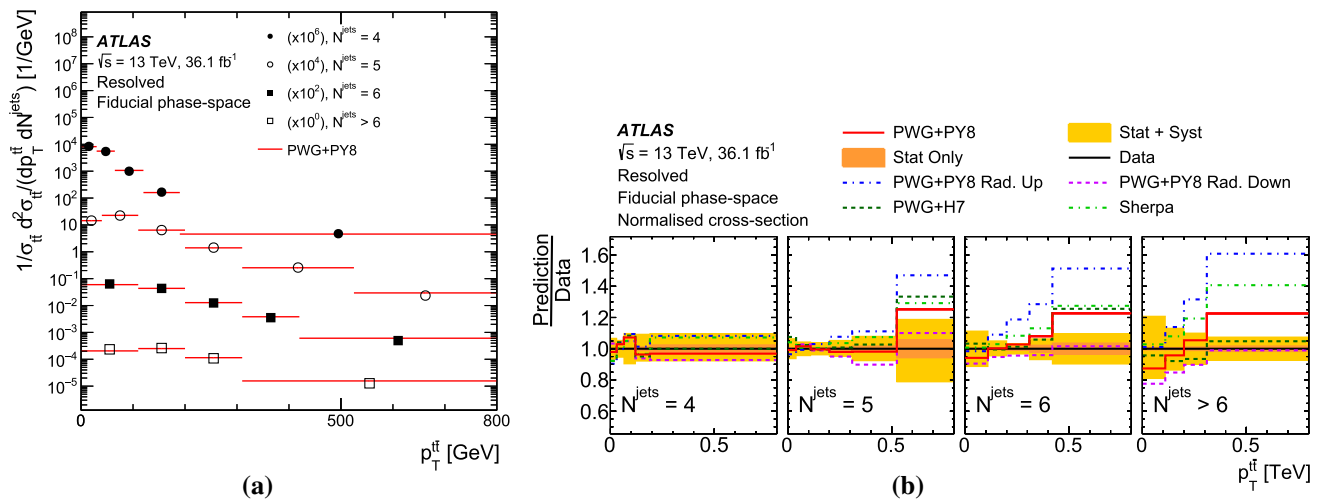 1/σ_tt̄ d²σ_tt̄/(dp_T^tt̄ dN^jets) [1/GeV]
ATLAS
√s = 13 TeV, 36.1 fb⁻¹
Resolved
Fiducial phase-space
(x10⁶), N^jets = 4
(x10⁴), N^jets = 5
(x10²), N^jets = 6
(x10⁰), N^jets > 6
PWG+PY8
10⁸
10⁷
10⁶
10⁵
10⁴
10³
10²
10
1
10⁻¹
10⁻²
10⁻³
10⁻⁴
10⁻⁵
0 500 800
p_T^tt̄ [GeV]
(a)
ATLAS
√s = 13 TeV, 36.1 fb⁻¹
Resolved
Fiducial phase-space
Normalised cross-section
PWG+PY8
Stat + Syst
Stat Only
Data
PWG+PY8 Rad. Up
PWG+PY8 Rad. Down
PWG+H7
Sherpa
Prediction
Data
1.6
1.4
1.2
1.0
0.8
0.6
N^jets = 4
N^jets = 5
N^jets = 6
N^jets > 6
0 0.5 0 0.5 0 0.5 0 0.5
p_T^tt̄ [TeV]
(b)